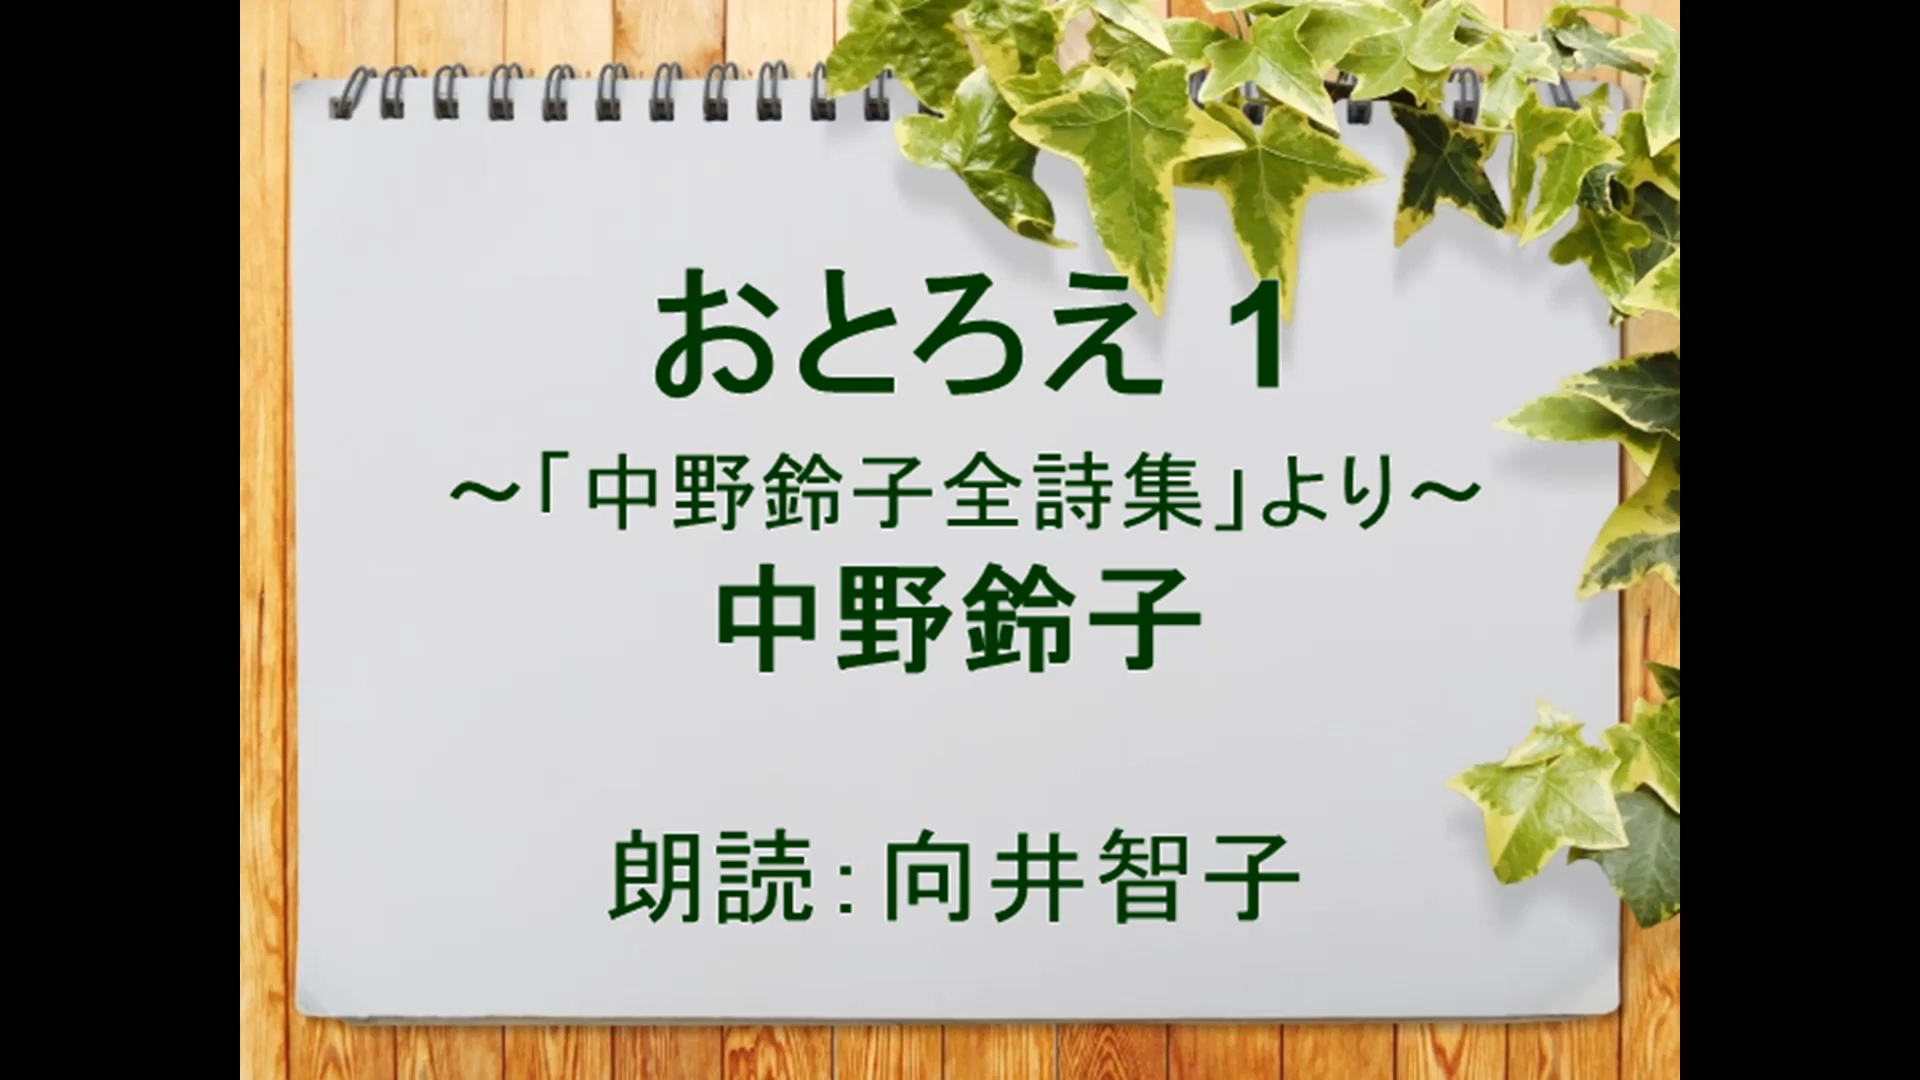 おとろえ 1
～「中野鈴子全詩集」より～
中野鈴子
朗読：向井智子